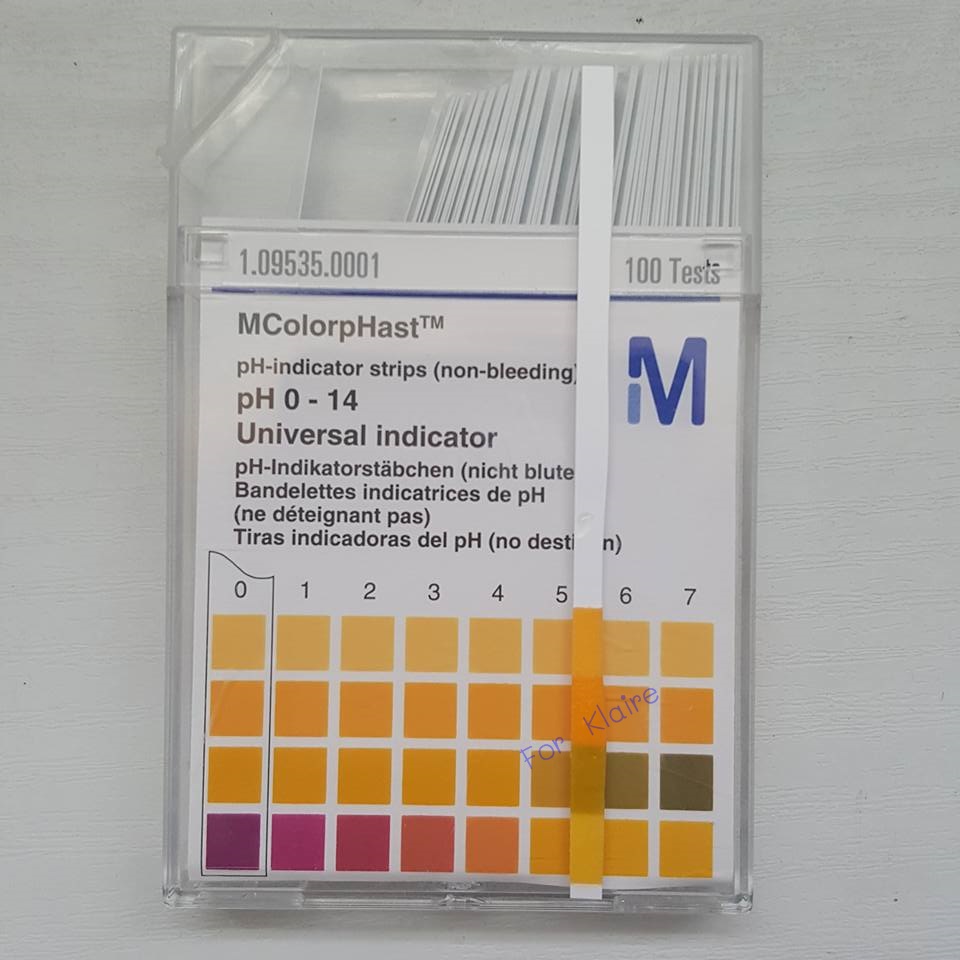 1.09535.0001
100 Tests
MColorpHast™
M
pH-indicator strips (non-bleeding)
pH 0 - 14
Universal indicator
pH-Indikatorstäbchen (nicht blute
Bandelettes indicatrices de pH
(ne déteignant pas)
Tiras indicadoras del pH (no desti n)
0 1 2 3 4 5 6 7
For Klaire